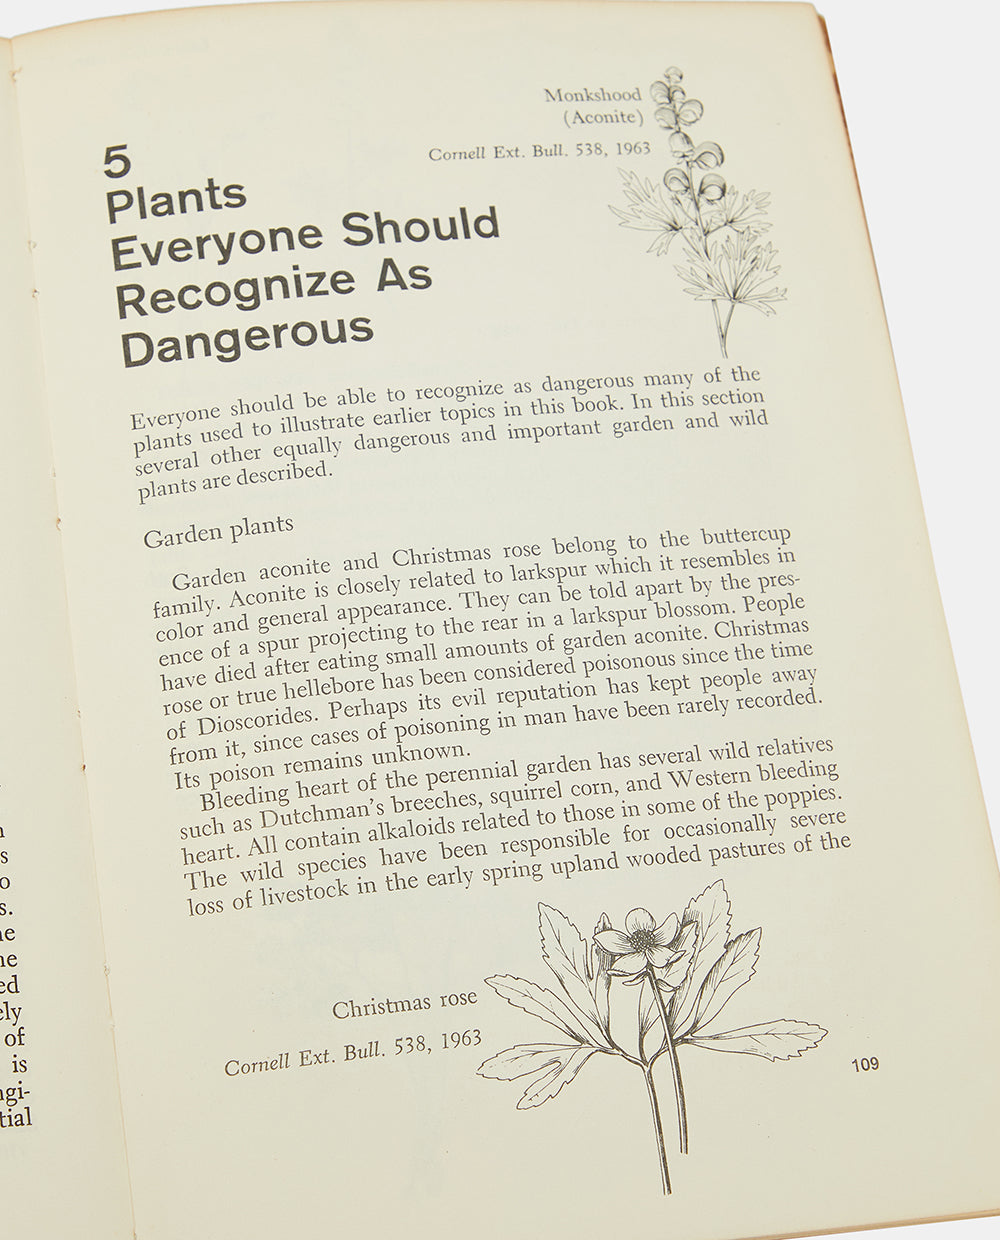 Monkshood
(Aconite)
Cornell Ext. Bull. 538, 1963
5
Plants
Everyone Should
Recognize As
Dangerous
Everyone should be able to recognize as dangerous many of the
plants used to illustrate earlier topics in this book. In this section
several other equally dangerous and important garden and wild
plants are described.
Garden plants
Garden aconite and Christmas rose belong to the buttercup
family. Aconite is closely related to larkspur which it resembles in
color and general appearance. They can be told apart by the pres-
ence of a spur projecting to the rear in a larkspur blossom. People
have died after eating small amounts of garden aconite. Christmas
rose or true hellebore has been considered poisonous since the time
of Dioscorides. Perhaps its evil reputation has kept people away
from it, since cases of poisoning in man have been rarely recorded.
Its poison remains unknown.
Bleeding heart of the perennial garden has several wild relatives
such as Dutchman's breeches, squirrel corn, and Western bleeding
heart. All contain alkaloids related to those in some of the poppies.
The wild species have been responsible for occasionally severe
loss of livestock in the early spring upland wooded pastures of the
Christmas rose
Cornell Ext. Bull. 538, 1963
109
of
is